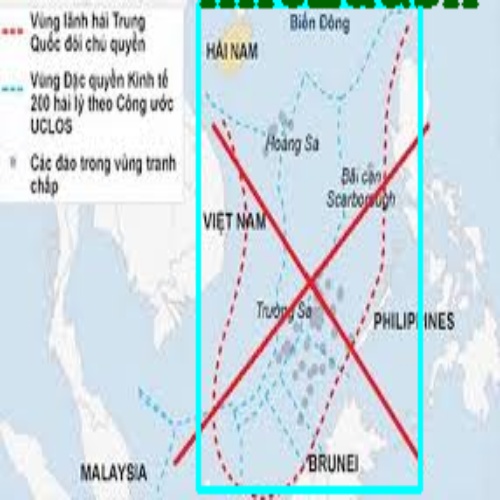 Vùng lãnh hải Trung
Quốc đòi chủ quyền
Vùng Đặc quyền Kinh tế
200 hải lý theo Công ước
UCLOS
Các đảo trong vùng tranh
chấp
Biển Đông
HẢI NAM
Hoàng Sa
Bãi cạn
Scarborough
VIỆT NAM
Trường Sa
PHILIPPINES
BRUNEI
MALAYSIA